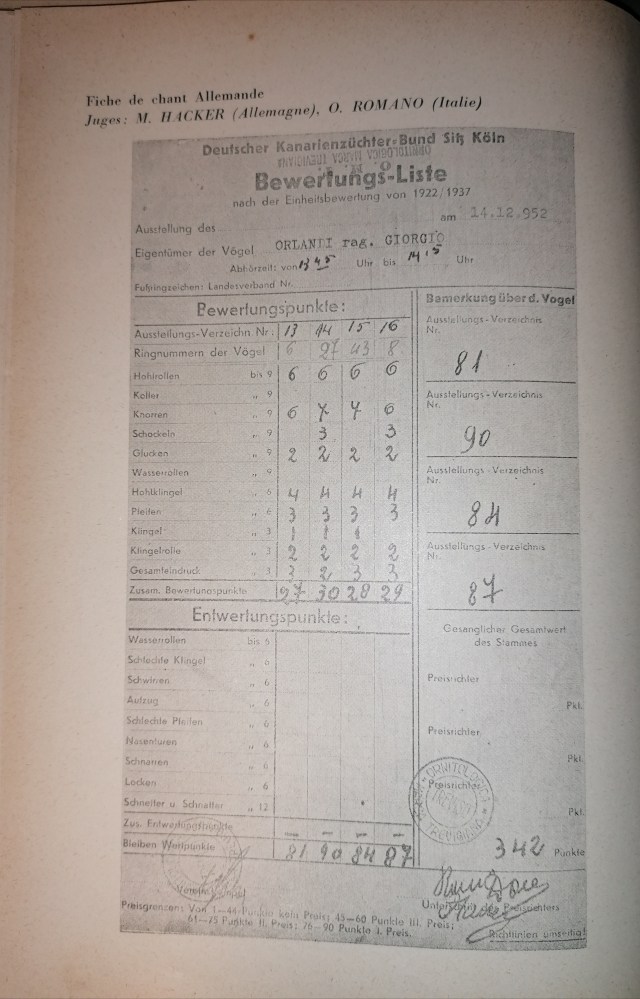 Fiche de chant Allemande
Juges: M. HACKER (Allemagne), O. ROMANO (Italie)
Deutscher Kanarienzüchter-Bund Sitz Köln
Bewertungs-Liste
nach der Einheitsbewertung von 1922/1937
am 14.12.952
Ausstellung des
Eigentümer der Vögel ORLANDI rag. GIORGIO
Abhörzeit: von 13 45 Uhr bis 14 15 Uhr
Fußringzeichen: Landesverband Nr.
Bewertungspunkte:
Ausstellungs-Verzeichn Nr: 13 14 15 16
Ringnummern der Vögel 6 27 43 8
Hohlrollen bis 9 6 6 6 6
Koller „ 9
Knorren „ 9 6 7 7 6
Schockeln „ 9 3 3
Glucken „ 9 2 2 2 2
Wasserrollen „ 9
Hohlklingel „ 6 4 4 4 4
Pfeifen „ 6 3 3 3 3
Klingel „ 3 1 1 1
Klingelrolle „ 3 2 2 2 2
Gesamteindruck „ 3 3 2 3 3
Zusam. Bewertungspunkte 27 30 28 29
Entwertungspunkte:
Wasserrollen bis 6
Schlechte Klingel „ 6
Schwirren „ 6
Aufzug „ 6
Schlechte Pfeifen „ 6
Nasentüren „ 6
Schnarren „ 6
Locken „ 6
Schnetter u. Schnatter „ 12
Zus. Entwertungspunkte — — — —
Bleiben Wertpunkte 81 90 84 87
Bemerkung über d. Vogel
Ausstellungs-Verzeichnis
Nr.
81
Ausstellungs-Verzeichnis
Nr.
90
Ausstellungs-Verzeichnis
Nr.
84
Ausstellungs-Verzeichnis
Nr.
87
Gesanglicher Gesamtwert
des Stammes
Preisrichter
Pkt.
Preisrichter
Pkt.
Preisrichter
Pkt.
342 Punkte
Unterschrift des Preisrichters
Preisgrenzen: Von 1—44 Punkte kein Preis; 45—60 Punkte III. Preis;
61—75 Punkte II. Preis; 76—90 Punkte I. Preis.
Richtlinien umseitig!